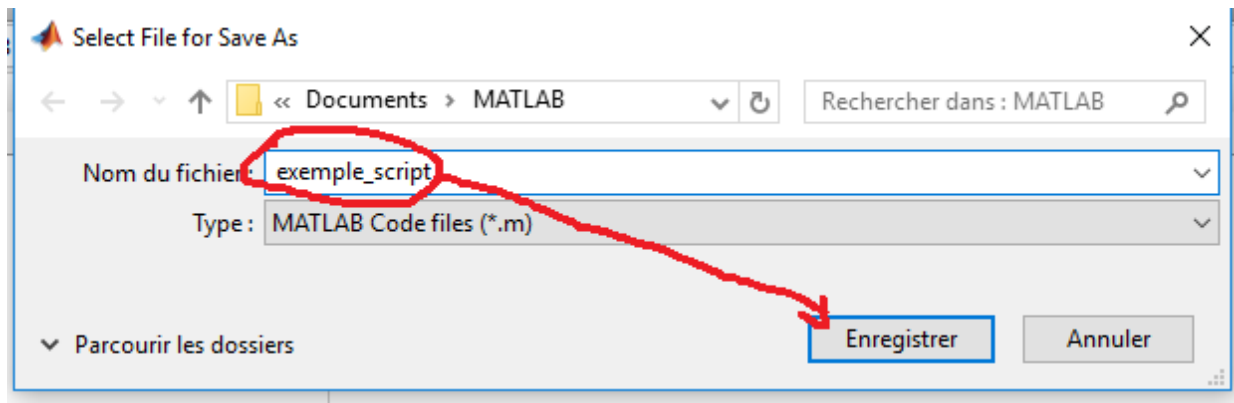 Select File for Save As
« Documents > MATLAB
Rechercher dans : MATLAB
Nom du fichier : exemple_script
Type : MATLAB Code files (*.m)
Parcourir les dossiers
Enregistrer
Annuler